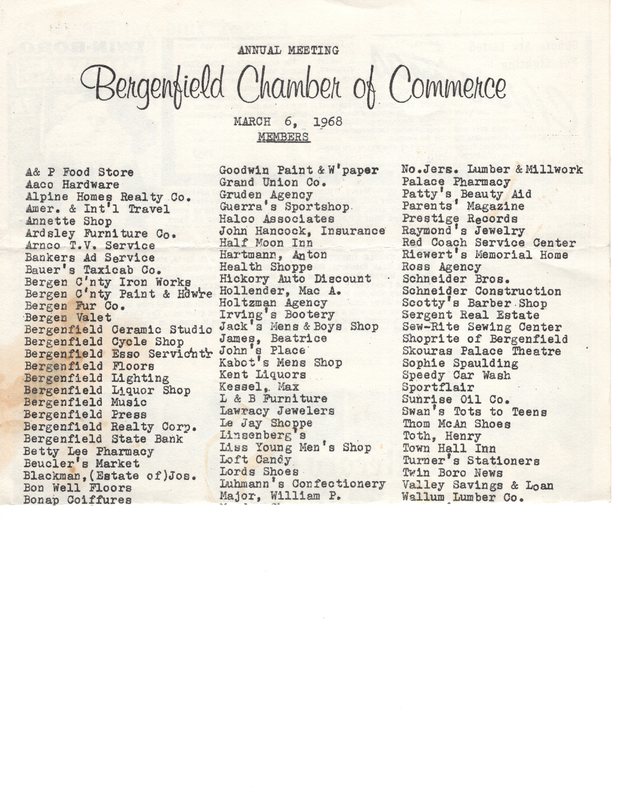 ANNUAL MEETING
Bergenfield Chamber of Commerce
MARCH 6, 1968
MEMBERS
A& P Food Store
Aaco Hardware
Alpine Homes Realty Co.
Amer. & Int'l Travel
Annette Shop
Ardsley Furniture Co.
Arnco T.V. Service
Bankers Ad Service
Bauer's Taxicab Co.
Bergen C'nty Iron Works
Bergen C'nty Paint & Hdwre
Bergen Fur Co.
Bergen Valet
Bergenfield Ceramic Studio
Bergenfield Cycle Shop
Bergenfield Esso Servicntr
Bergenfield Floors
Bergenfield Lighting
Bergenfield Liquor Shop
Bergenfield Music
Bergenfield Press
Bergenfield Realty Corp.
Bergenfield State Bank
Betty Lee Pharmacy
Beucler's Market
Blackman,(Estate of)Jos.
Bon Well Floors
Bonap Coiffures
Goodwin Paint & W'paper
Grand Union Co.
Gruden Agency
Guerra's Sportshop
Halco Associates
John Hancock, Insurance
Half Moon Inn
Hartmann, Anton
Health Shoppe
Hickory Auto Discount
Hollender, Mac A.
Holtzman Agency
Irving's Bootery
Jack's Mens & Boys Shop
James, Beatrice
John's Place
Kabot's Mens Shop
Kent Liquors
Kessel, Max
L & B Furniture
Lawracy Jewelers
Le Jay Shoppe
Linsenberg's
Liss Young Men's Shop
Loft Candy
Lords Shoes
Luhmann's Confectionery
Major, William P.
No.Jers. Lumber & Millwork
Palace Pharmacy
Patty's Beauty Aid
Parents' Magazine
Prestige Records
Raymond's Jewelry
Red Coach Service Center
Riewert's Memorial Home
Ross Agency
Schneider Bros.
Schneider Construction
Scotty's Barber Shop
Sergent Real Estate
Sew-Rite Sewing Center
Shoprite of Bergenfield
Skouras Palace Theatre
Sophie Spaulding
Speedy Car Wash
Sportflair
Sunrise Oil Co.
Swan's Tots to Teens
Thom McAn Shoes
Toth, Henry
Town Hall Inn
Turner's Stationers
Twin Boro News
Valley Savings & Loan
Wallum Lumber Co.